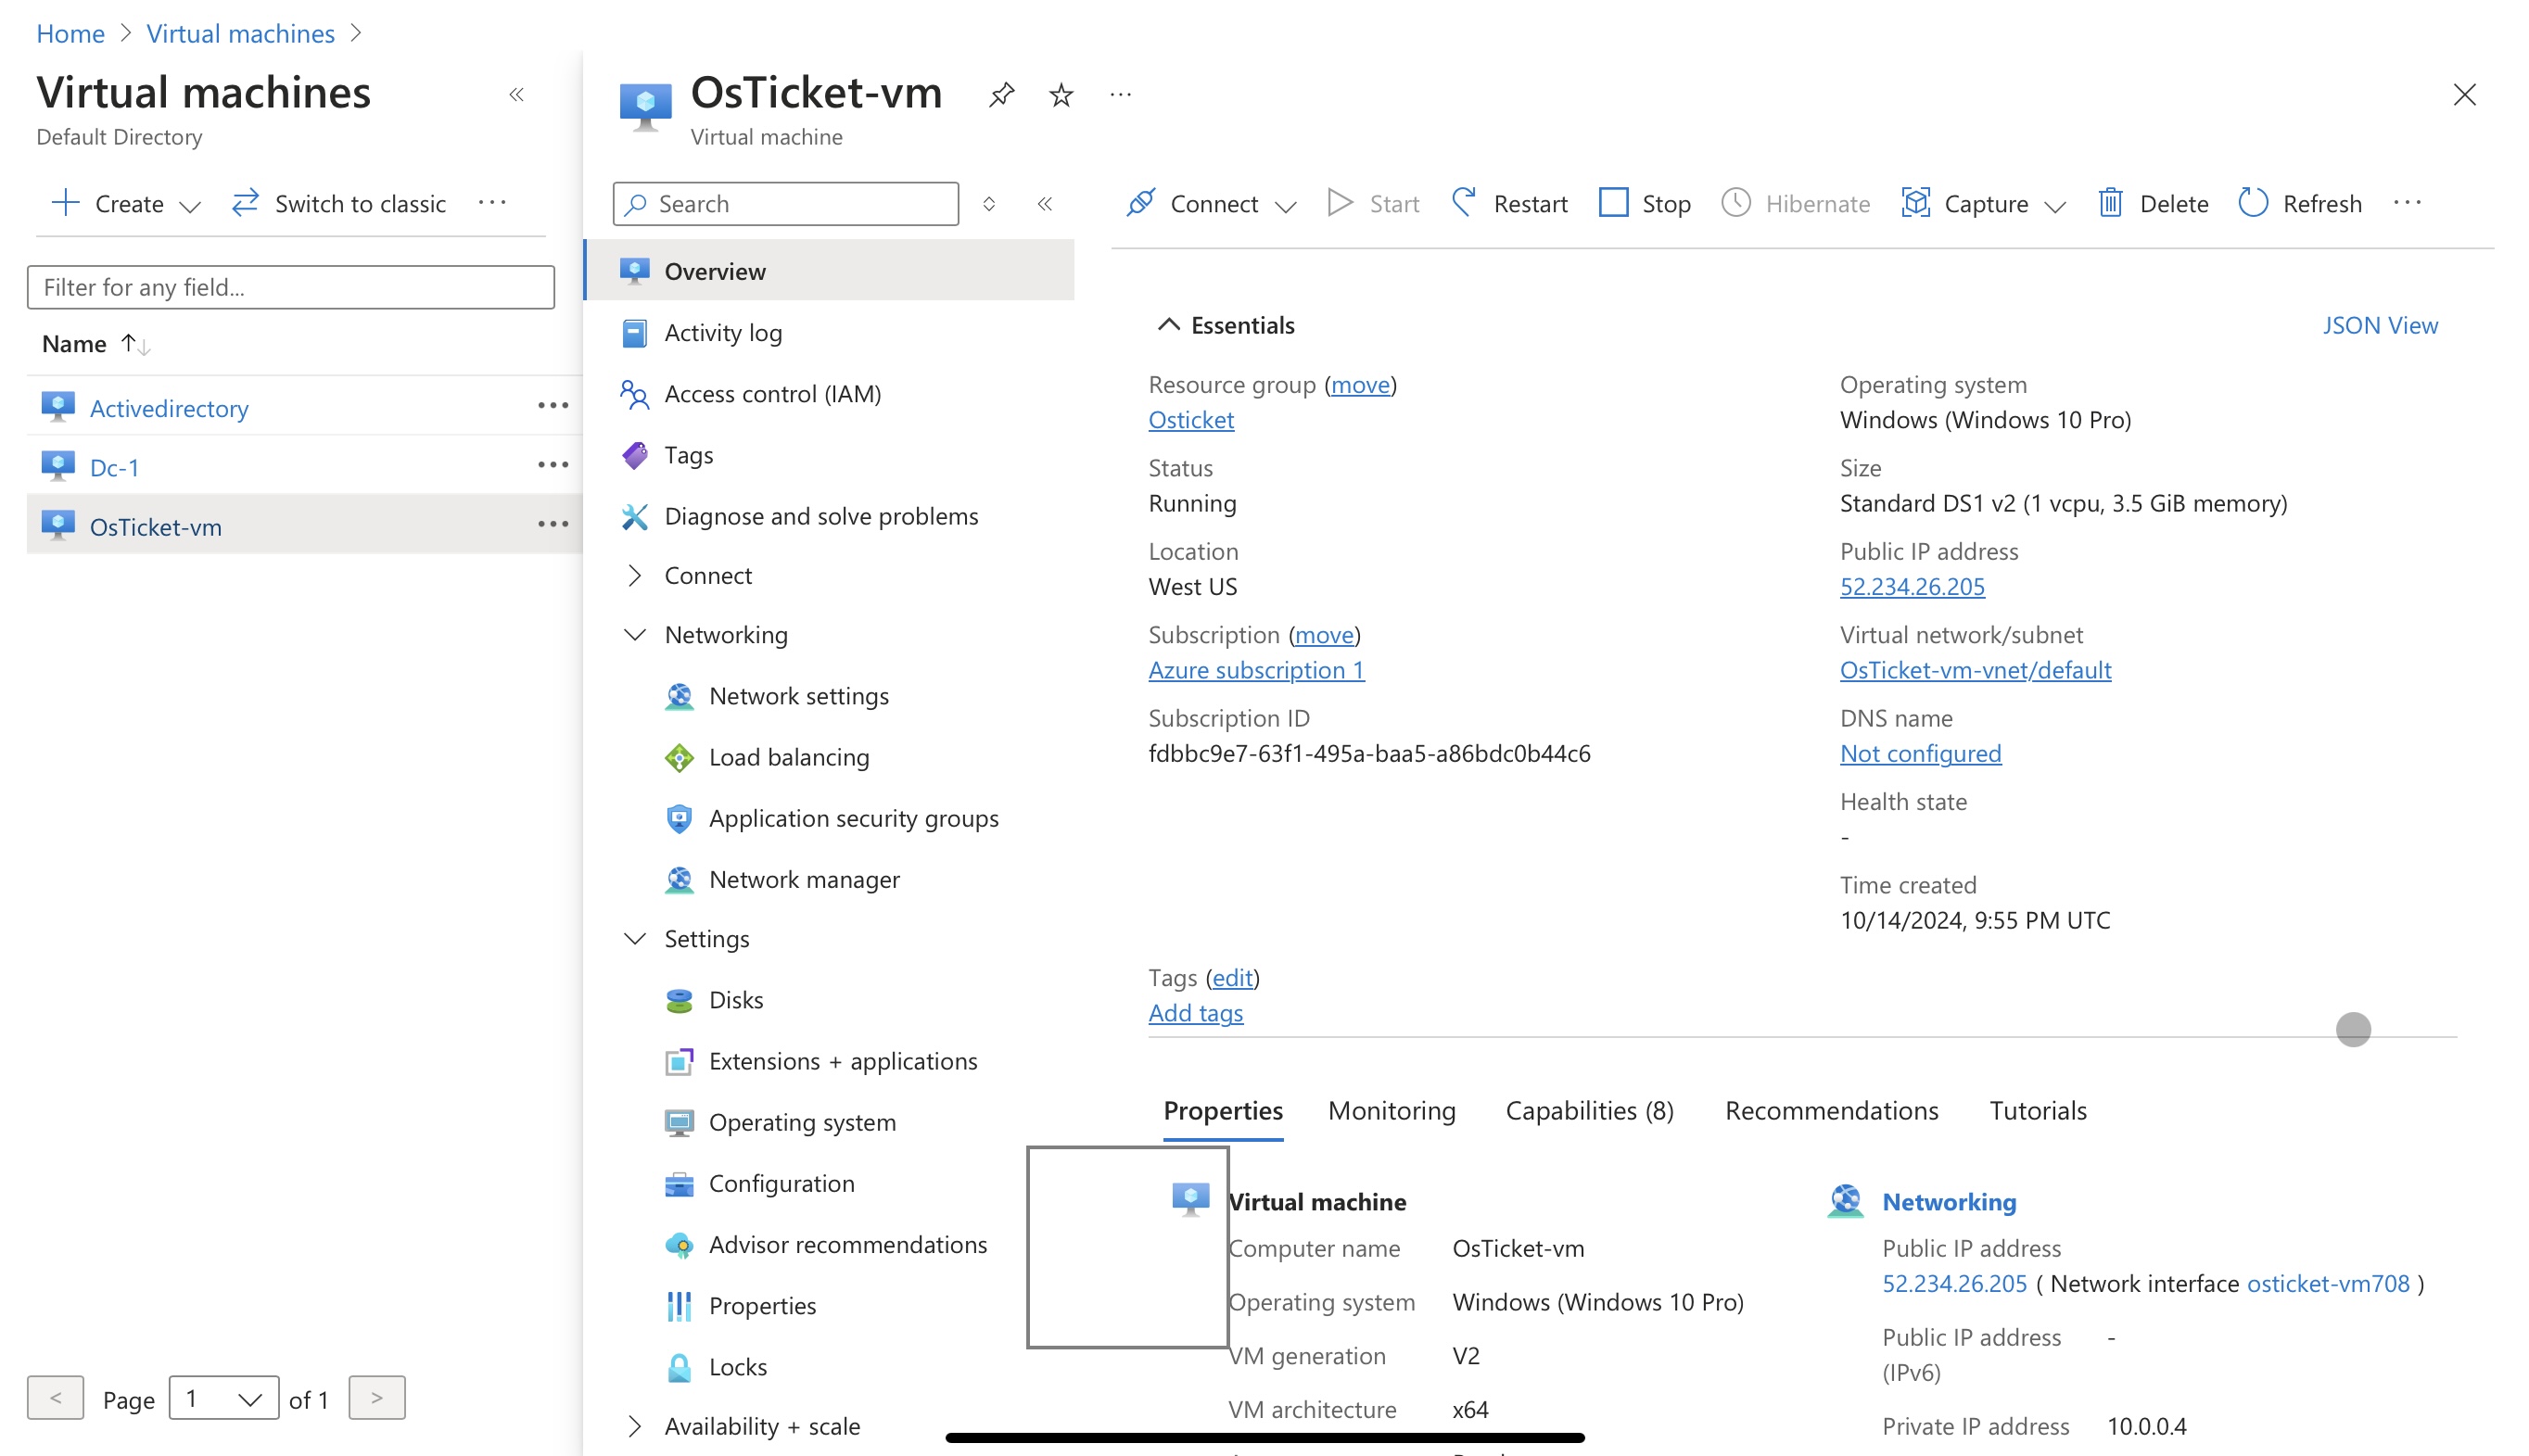 Home > Virtual machines >
Virtual machines
Default Directory
«
Create
Switch to classic
Filter for any field...
Name
Activedirectory
Dc-1
OsTicket-vm
< Page 1 of 1 >
OsTicket-vm
Virtual machine
Search
Connect
Start
Restart
Stop
Hibernate
Capture
Delete
Refresh
Overview
Activity log
Access control (IAM)
Tags
Diagnose and solve problems
Connect
Networking
Network settings
Load balancing
Application security groups
Network manager
Settings
Disks
Extensions + applications
Operating system
Configuration
Advisor recommendations
Properties
Locks
Availability + scale
Essentials
JSON View
Resource group (move)
Osticket
Status
Running
Location
West US
Subscription (move)
Azure subscription 1
Subscription ID
fdbbc9e7-63f1-495a-baa5-a86bdc0b44c6
Operating system
Windows (Windows 10 Pro)
Size
Standard DS1 v2 (1 vcpu, 3.5 GiB memory)
Public IP address
52.234.26.205
Virtual network/subnet
OsTicket-vm-vnet/default
DNS name
Not configured
Health state
-
Time created
10/14/2024, 9:55 PM UTC
Tags (edit)
Add tags
Properties
Monitoring
Capabilities (8)
Recommendations
Tutorials
Virtual machine
Computer name OsTicket-vm
Operating system Windows (Windows 10 Pro)
VM generation V2
VM architecture x64
Networking
Public IP address
52.234.26.205 ( Network interface osticket-vm708 )
Public IP address -
(IPv6)
Private IP address 10.0.0.4